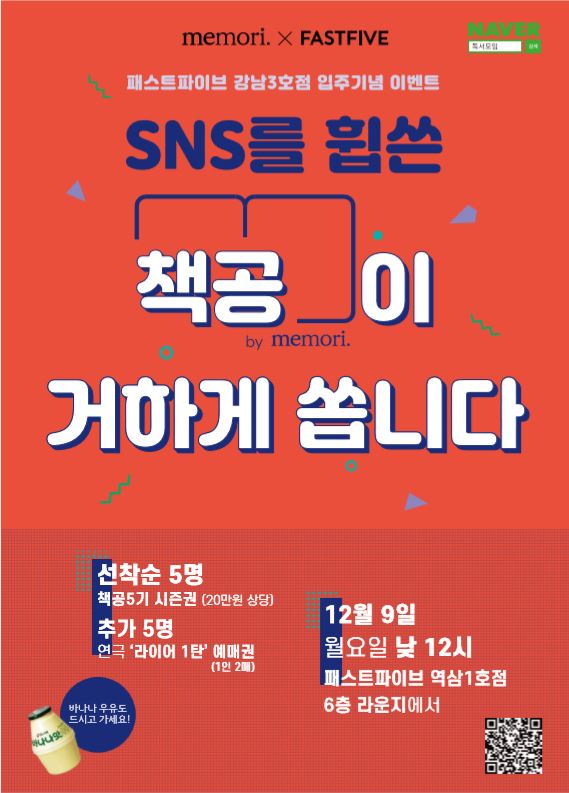 memori. × FASTFIVE
NAVER
독서모임 검색
패스트파이브 강남3호점 입주기념 이벤트
SNS를 휩쓴
책공 이
by memori.
거하게 쏩니다
선착순 5명
책공5기 시즌권 (20만원 상당)
추가 5명
연극 ‘라이어 1탄’ 예매권
(1인 2매)
12월 9일
월요일 낮 12시
패스트파이브 역삼1호점
6층 라운지에서
바나나 우유도
드시고 가세요!
바나나맛